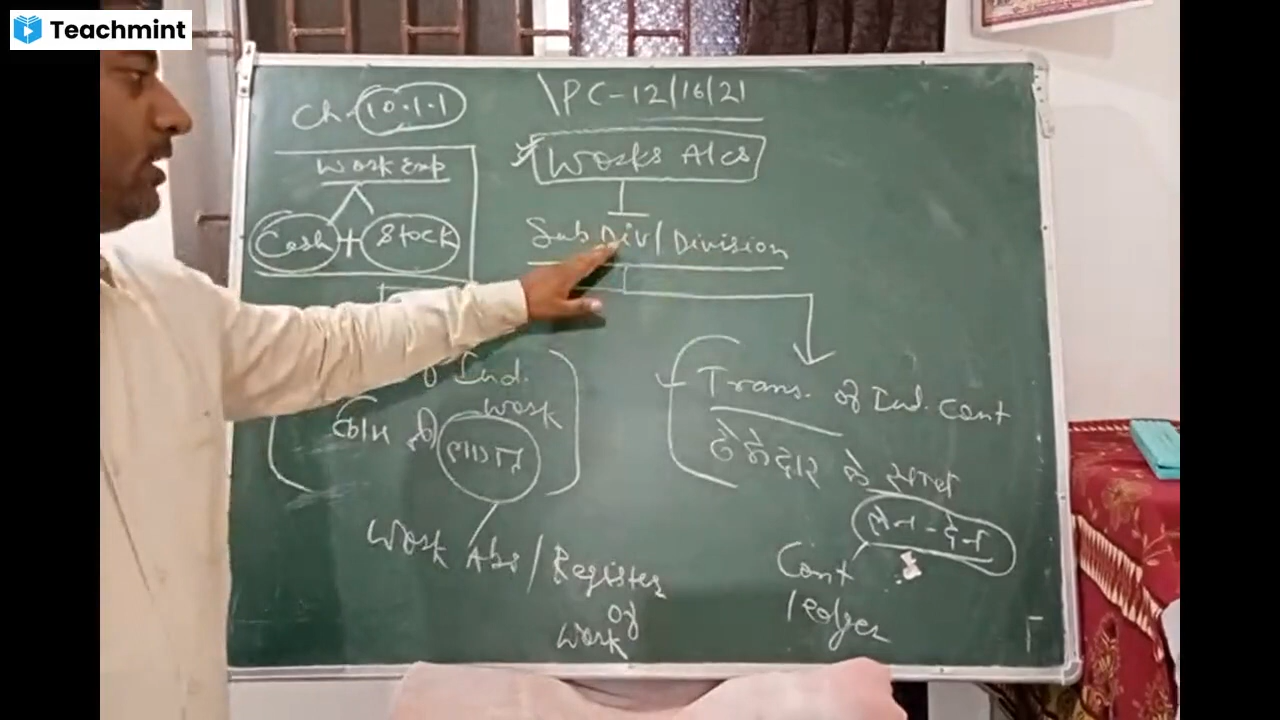 Teachmint
Ch. 10.1.1
PC-12/16/21
Work Exp
Works A/cs
Cash + Stock
Sub Div/Division
of Ind.
work
काम की लागत
Trans. of Ind. Cont
ठेकेदार के साथ
लेन-देन
Work Abs/Register
of
work
Cont
ledger